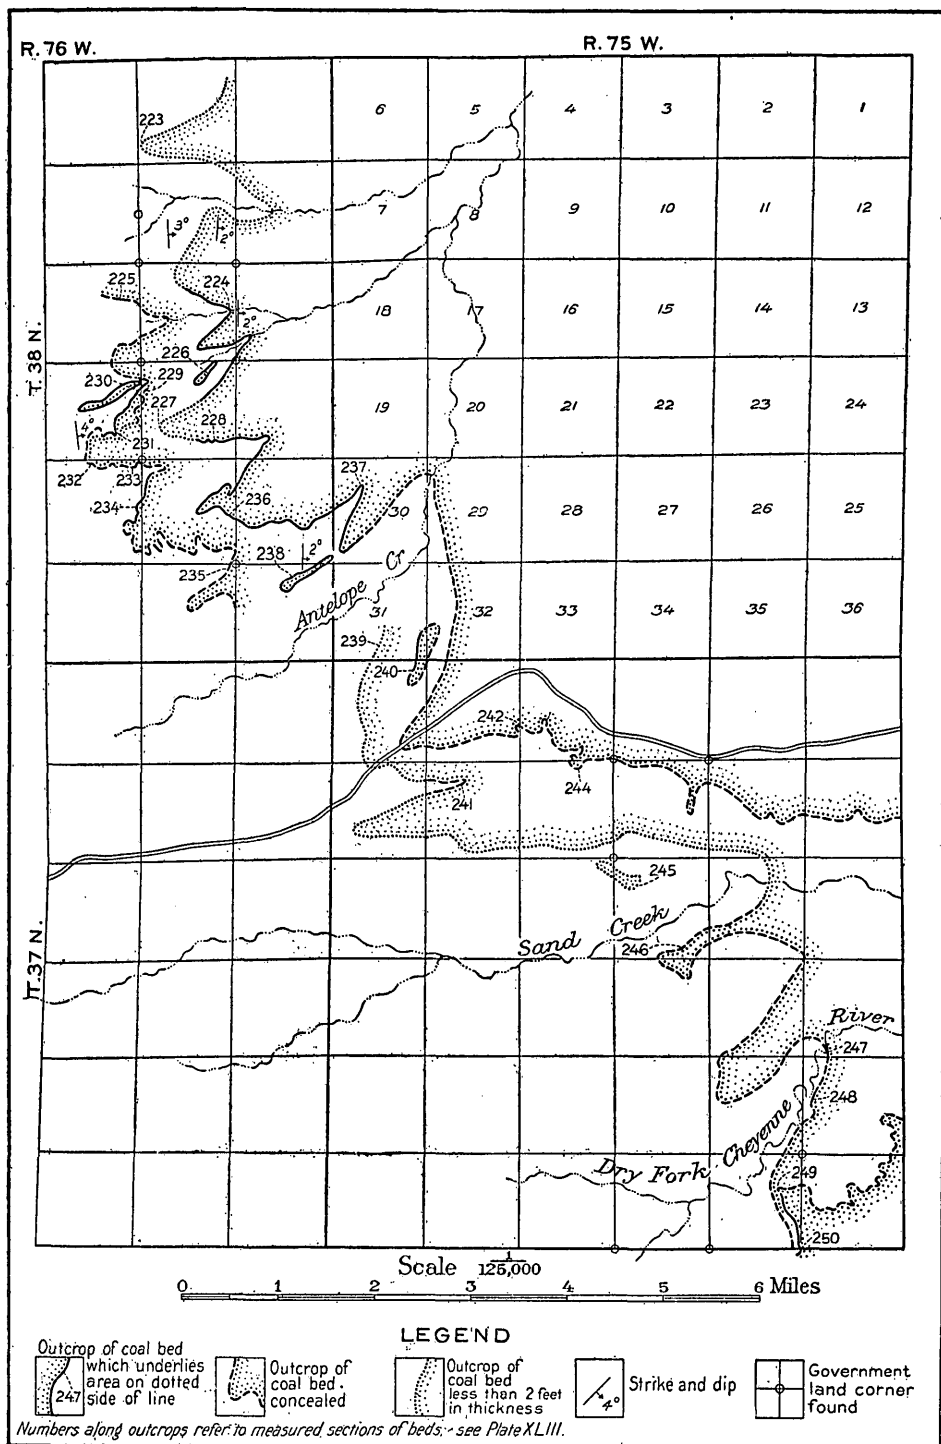 R. 76 W.
R. 75 W.
T. 38 N.
T. 37 N.
6 5 4 3 2 1
7 8 9 10 11 12
18 17 16 15 14 13
19 20 21 22 23 24
30 29 28 27 26 25
31 32 33 34 35 36
223
3°
2°
225
224
2°
226
230
229
227
4°
228
231
232
233
237
234
236
235
238
2°
Antelope Cr
239
240
242
244
241
245
Sand Creek
246
River
247
248
Cheyenne
Dry Fork
249
250
Scale 1/125,000
0 1 2 3 4 5 6 Miles
LEGEND
Outcrop of coal bed
which underlies
area on dotted
side of line
247
Outcrop of
coal bed
concealed
Outcrop of
coal bed
less than 2 feet
in thickness
Strike and dip
4°
Government
land corner
found
Numbers along outcrops refer to measured sections of beds, see Plate XLIII.